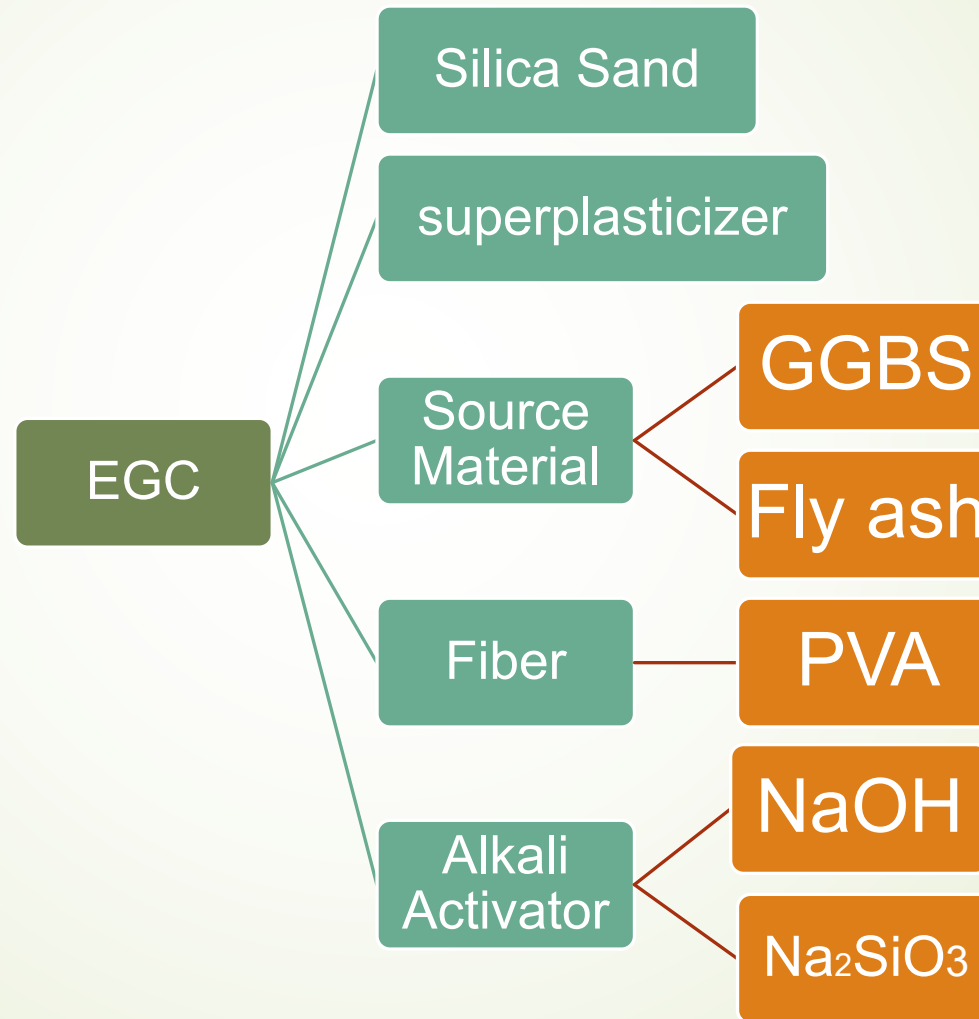 Silica Sand
superplasticizer
GGBS
Source
Material
EGC
Fly ash
Fiber
PVA
NaOH
Alkali
Activator
Na₂SiO₃